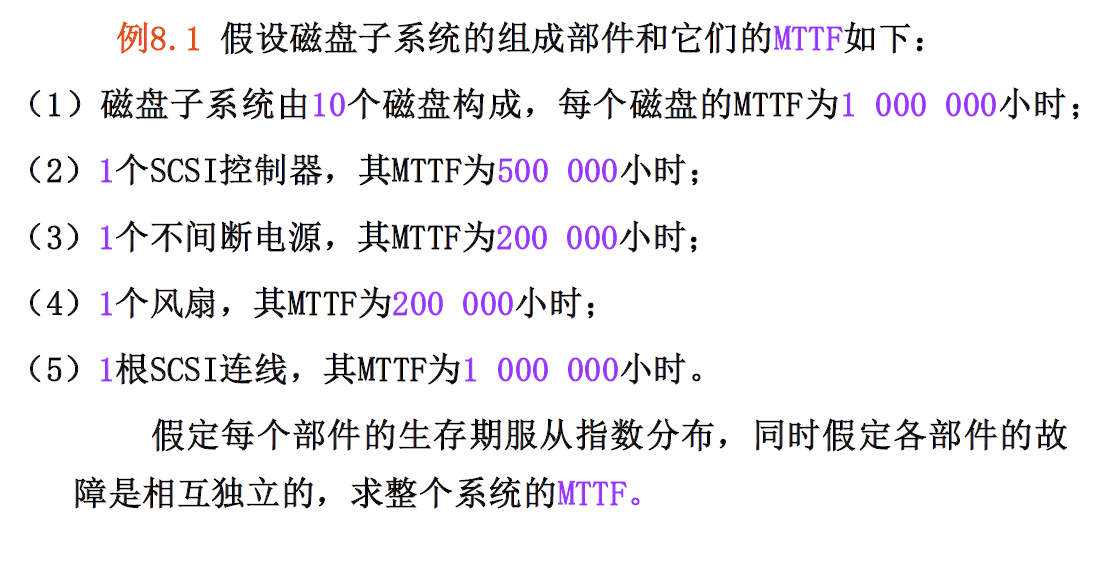 例8.1 假设磁盘子系统的组成部件和它们的MTTF如下：
（1）磁盘子系统由10个磁盘构成，每个磁盘的MTTF为1 000 000小时；
（2）1个SCSI控制器，其MTTF为500 000小时；
（3）1个不间断电源，其MTTF为200 000小时；
（4）1个风扇，其MTTF为200 000小时；
（5）1根SCSI连线，其MTTF为1 000 000小时。
假定每个部件的生存期服从指数分布，同时假定各部件的故
障是相互独立的，求整个系统的MTTF。